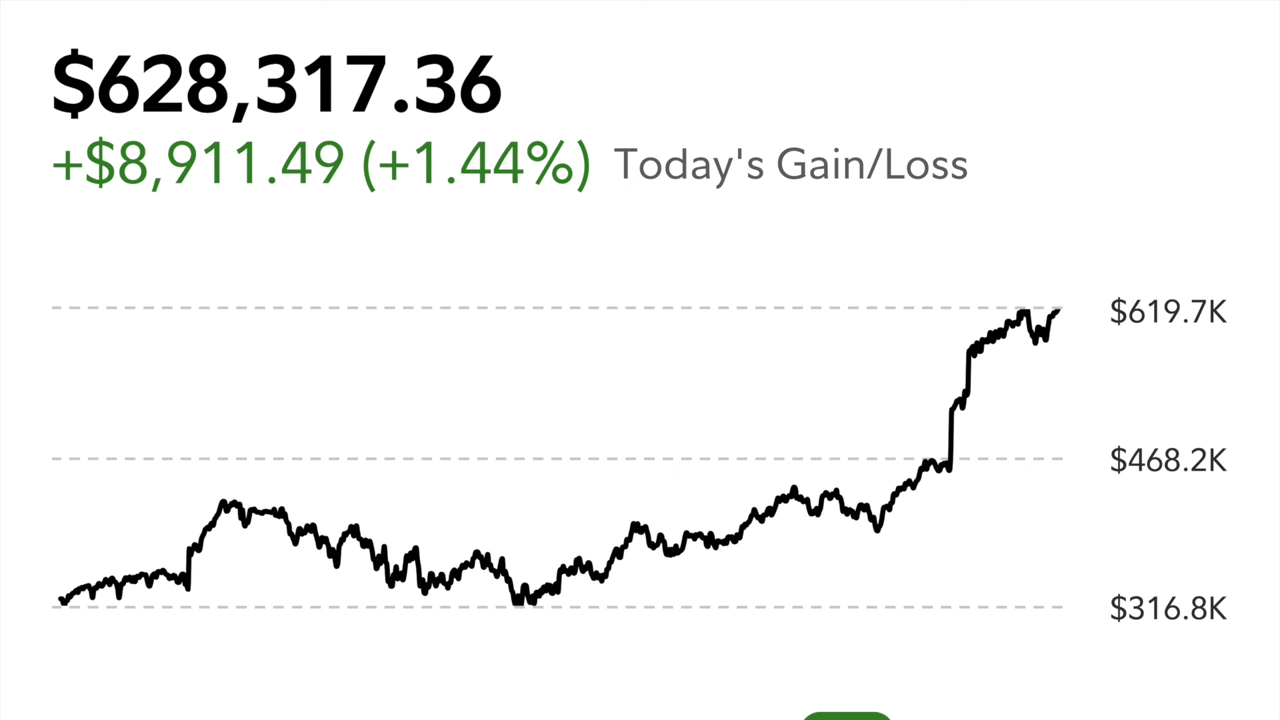 $628,317.36
+$8,911.49 (+1.44%) Today's Gain/Loss
$619.7K
$468.2K
$316.8K